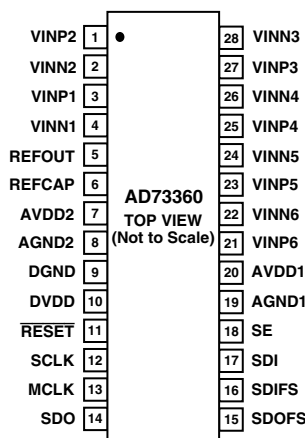 VINP2 1 28 VINN3
VINN2 2 27 VINP3
VINP1 3 26 VINN4
VINN1 4 25 VINP4
REFOUT 5 24 VINN5
REFCAP 6 23 VINP5
AVDD2 7 22 VINN6
AGND2 8 21 VINP6
DGND 9 20 AVDD1
DVDD 10 19 AGND1
RESET 11 18 SE
SCLK 12 17 SDI
MCLK 13 16 SDIFS
SDO 14 15 SDOFS
AD73360
TOP VIEW
(Not to Scale)